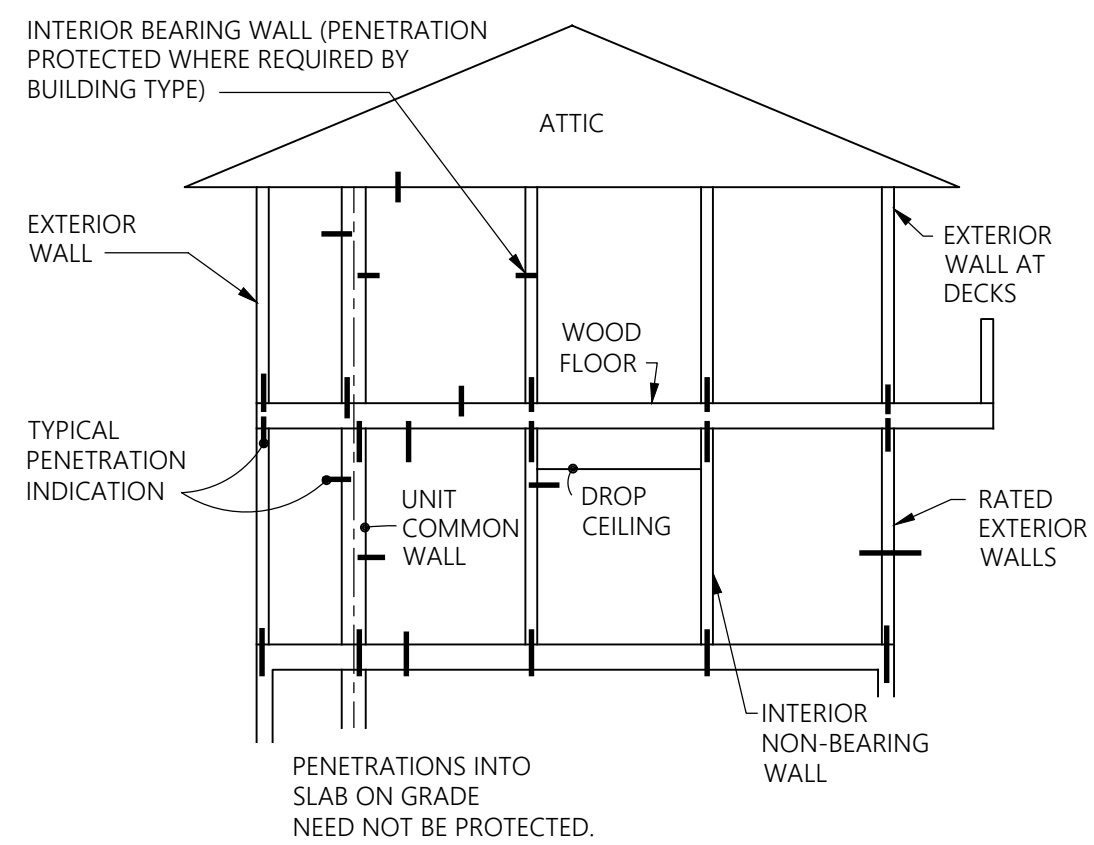 INTERIOR BEARING WALL (PENETRATION
PROTECTED WHERE REQUIRED BY
BUILDING TYPE)
ATTIC
EXTERIOR
WALL
EXTERIOR
WALL AT
DECKS
WOOD
FLOOR
TYPICAL
PENETRATION
INDICATION
UNIT
COMMON
WALL
DROP
CEILING
RATED
EXTERIOR
WALLS
INTERIOR
NON-BEARING
WALL
PENETRATIONS INTO
SLAB ON GRADE
NEED NOT BE PROTECTED.